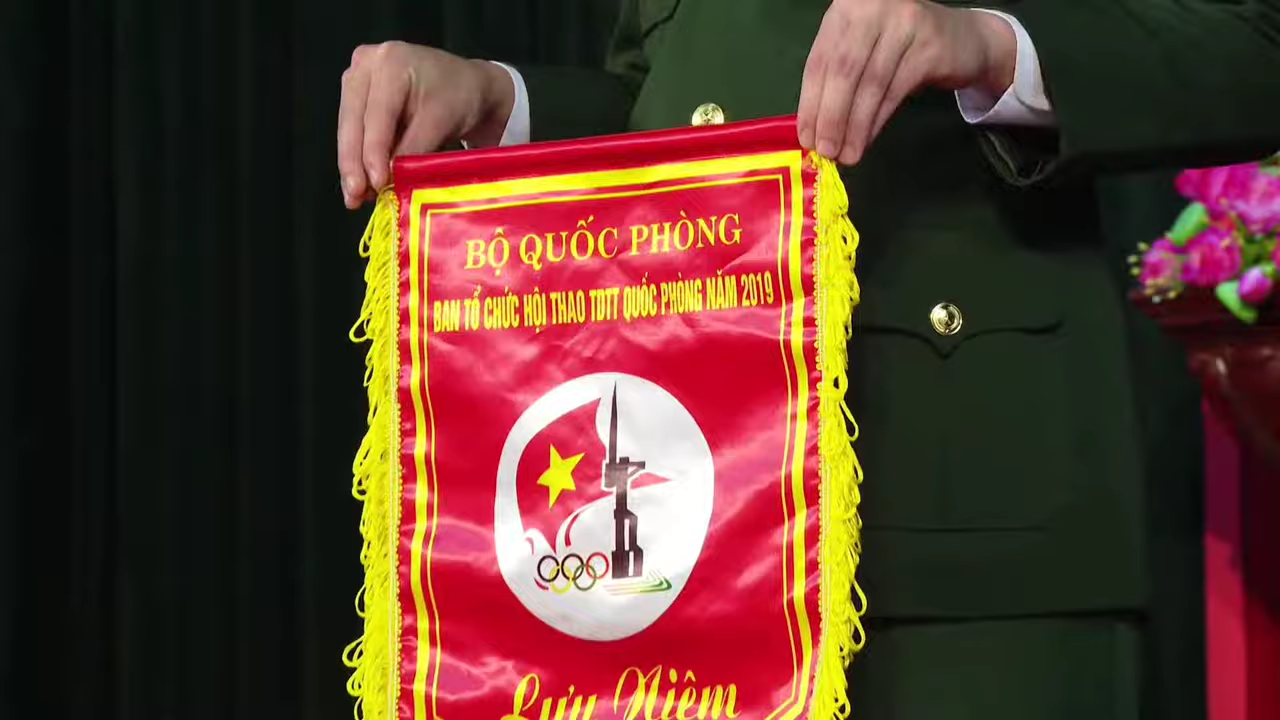 BỘ QUỐC PHÒNG
BAN TỔ CHỨC HỘI THAO TDTT QUỐC PHÒNG NĂM 2019
Lưu Niệm